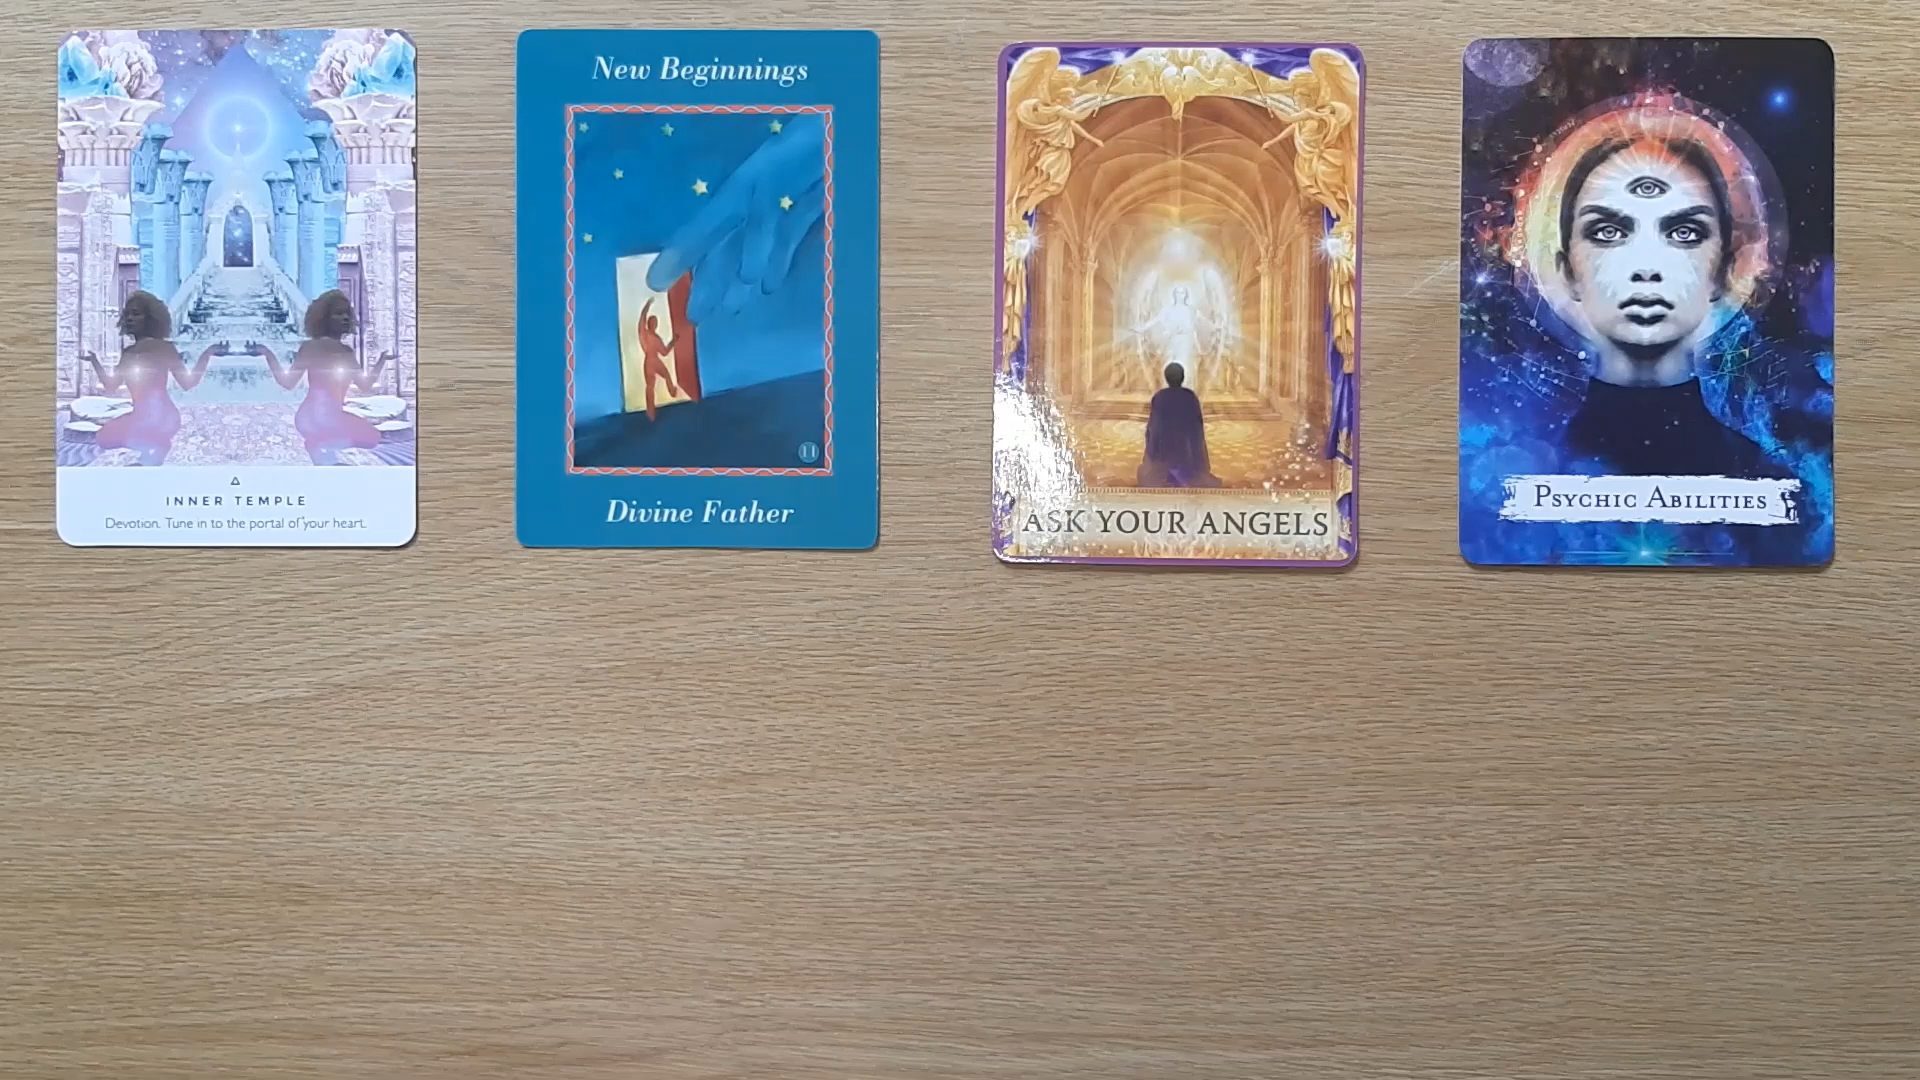 INNER TEMPLE
Devotion. Tune in to the portal of your heart.
New Beginnings
11
Divine Father
ASK YOUR ANGELS
PSYCHIC ABILITIES